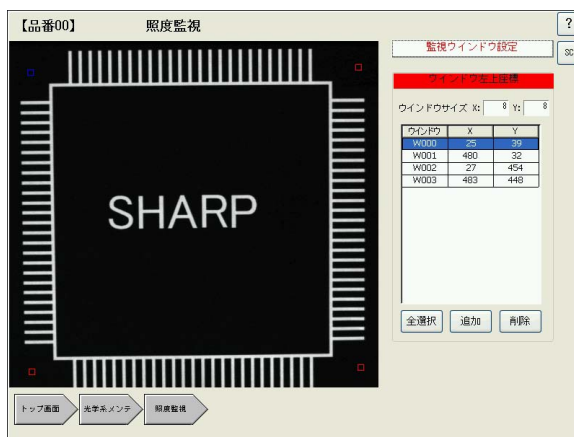 【品番00】 照度監視
?
監視ウインドウ設定
SC
ウインドウ左上座標
ウインドウサイズ X: 8 Y: 8
ウインドウ X Y
W000 25 39
W001 480 32
W002 27 454
W003 483 448
SHARP
全選択 追加 削除
トップ画面 光学系メンテ 照度監視